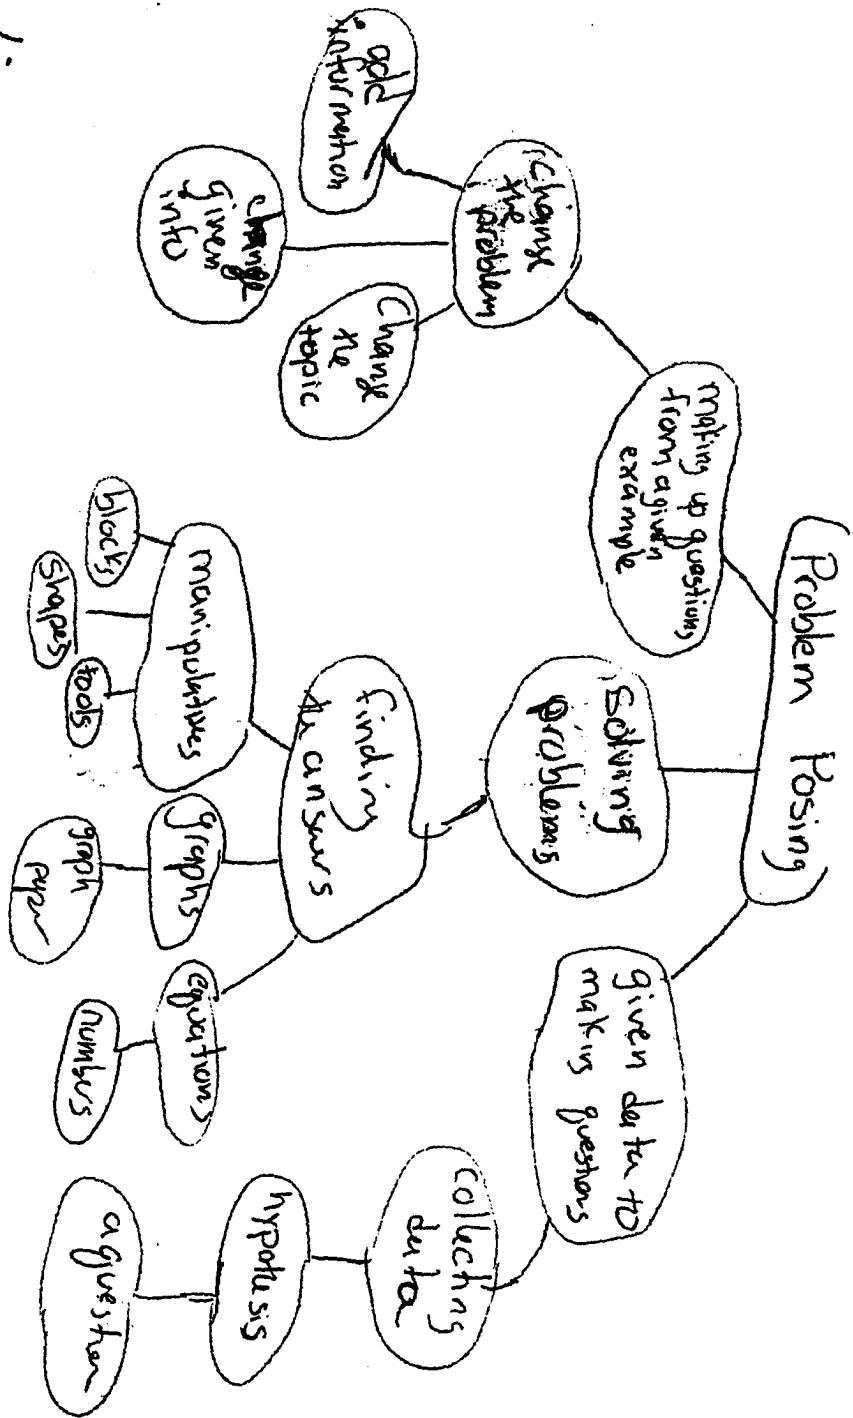 Problem Posing
making up questions
from a given
example
Change
the
problem
add
information
change
given
info
Change
the
topic
Solving
problems
finding
the answers
manipulatives
blocks
shapes
tools
graphs
graph
paper
equations
numbers
given data to
making questions
collecting
data
hypothesis
a question